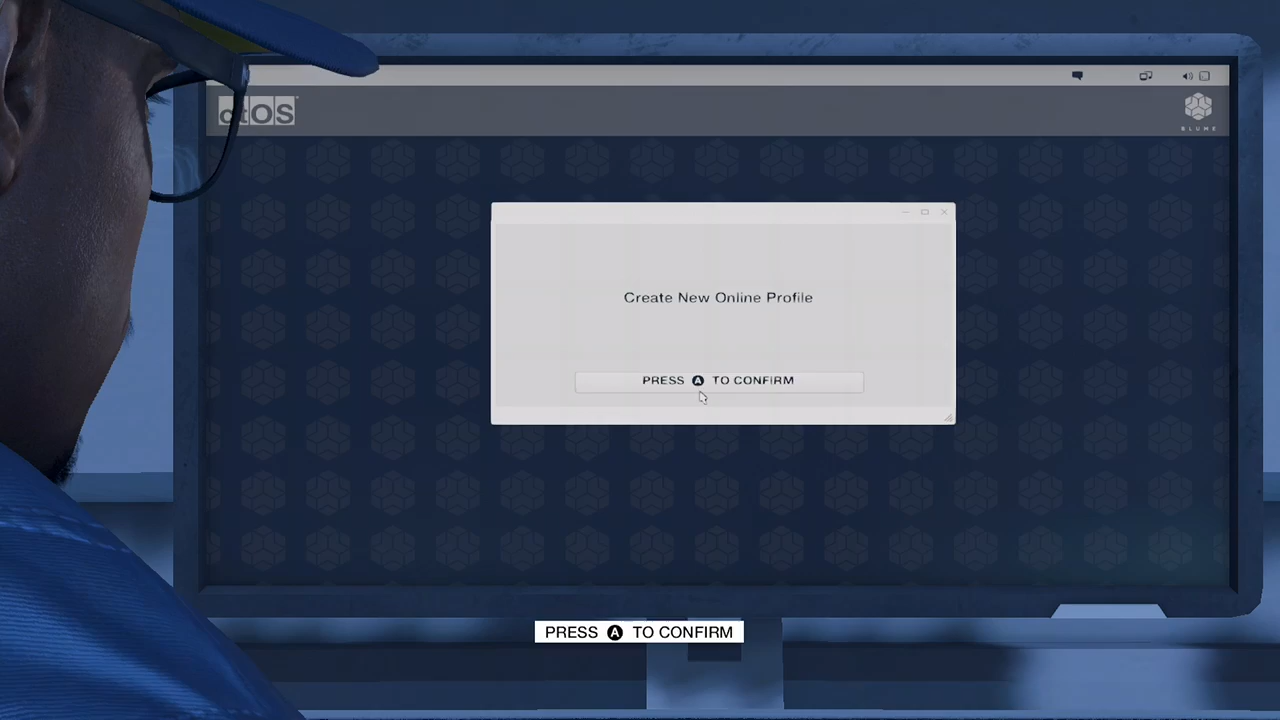 ctOS
BLUME
Create New Online Profile
PRESS A TO CONFIRM
PRESS A TO CONFIRM